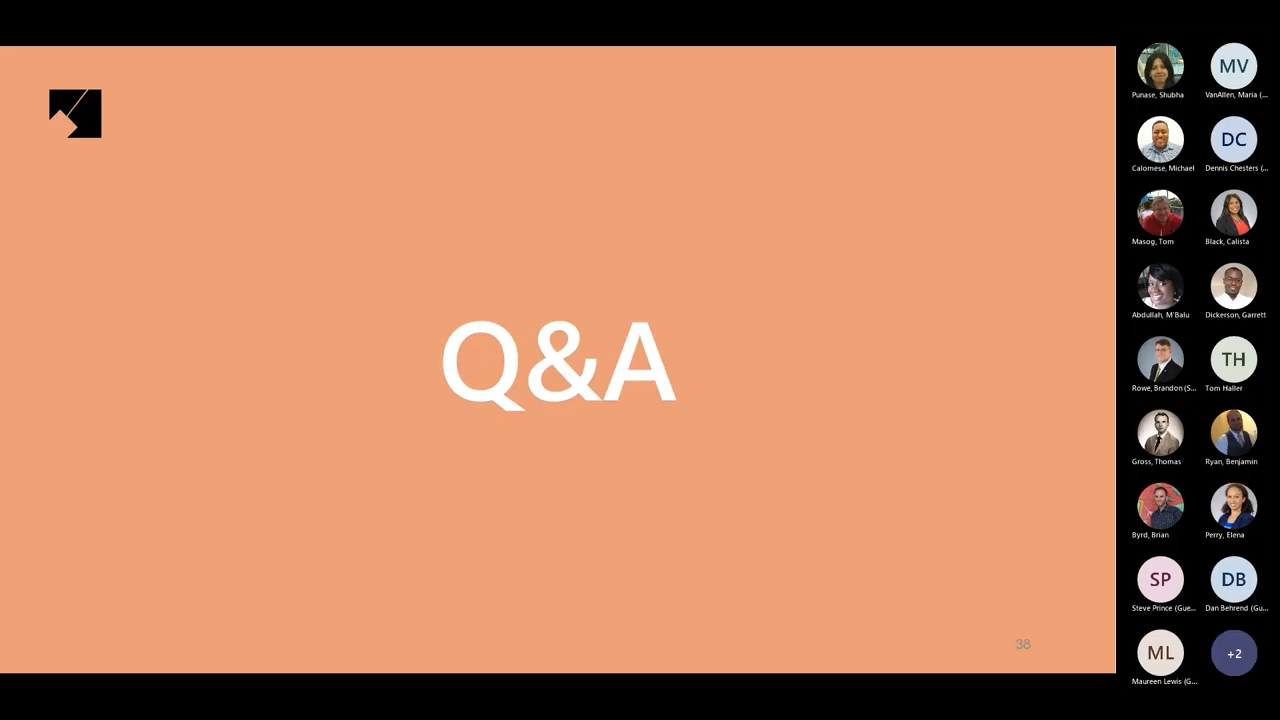 Q&A
38
Punase, Shubha
MV
VanAllen, Maria (...
Calomese, Michael
DC
Dennis Chesters (...
Masog, Tom
Black, Calista
Abdullah, M'Balu
Dickerson, Garrett
Rowe, Brandon (S...
TH
Tom Haller
Gross, Thomas
Ryan, Benjamin
Byrd, Brian
Perry, Elena
SP
Steve Prince (Gue...
DB
Dan Behrend (Gu...
ML
Maureen Lewis (G...
+2